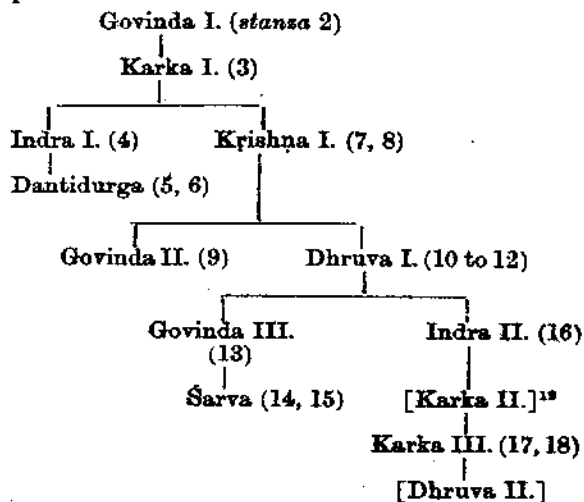 Govinda I. (stanza 2)
Karka I. (3)
Indra I. (4) Kṛishṇa I. (7, 8)
Dantidurga (5, 6)
Govinda II. (9) Dhruva I. (10 to 12)
Govinda III. Indra II. (16)
(13)
Śarva (14, 15) [Karka II.]¹⁹
Karka III. (17, 18)
[Dhruva II.]